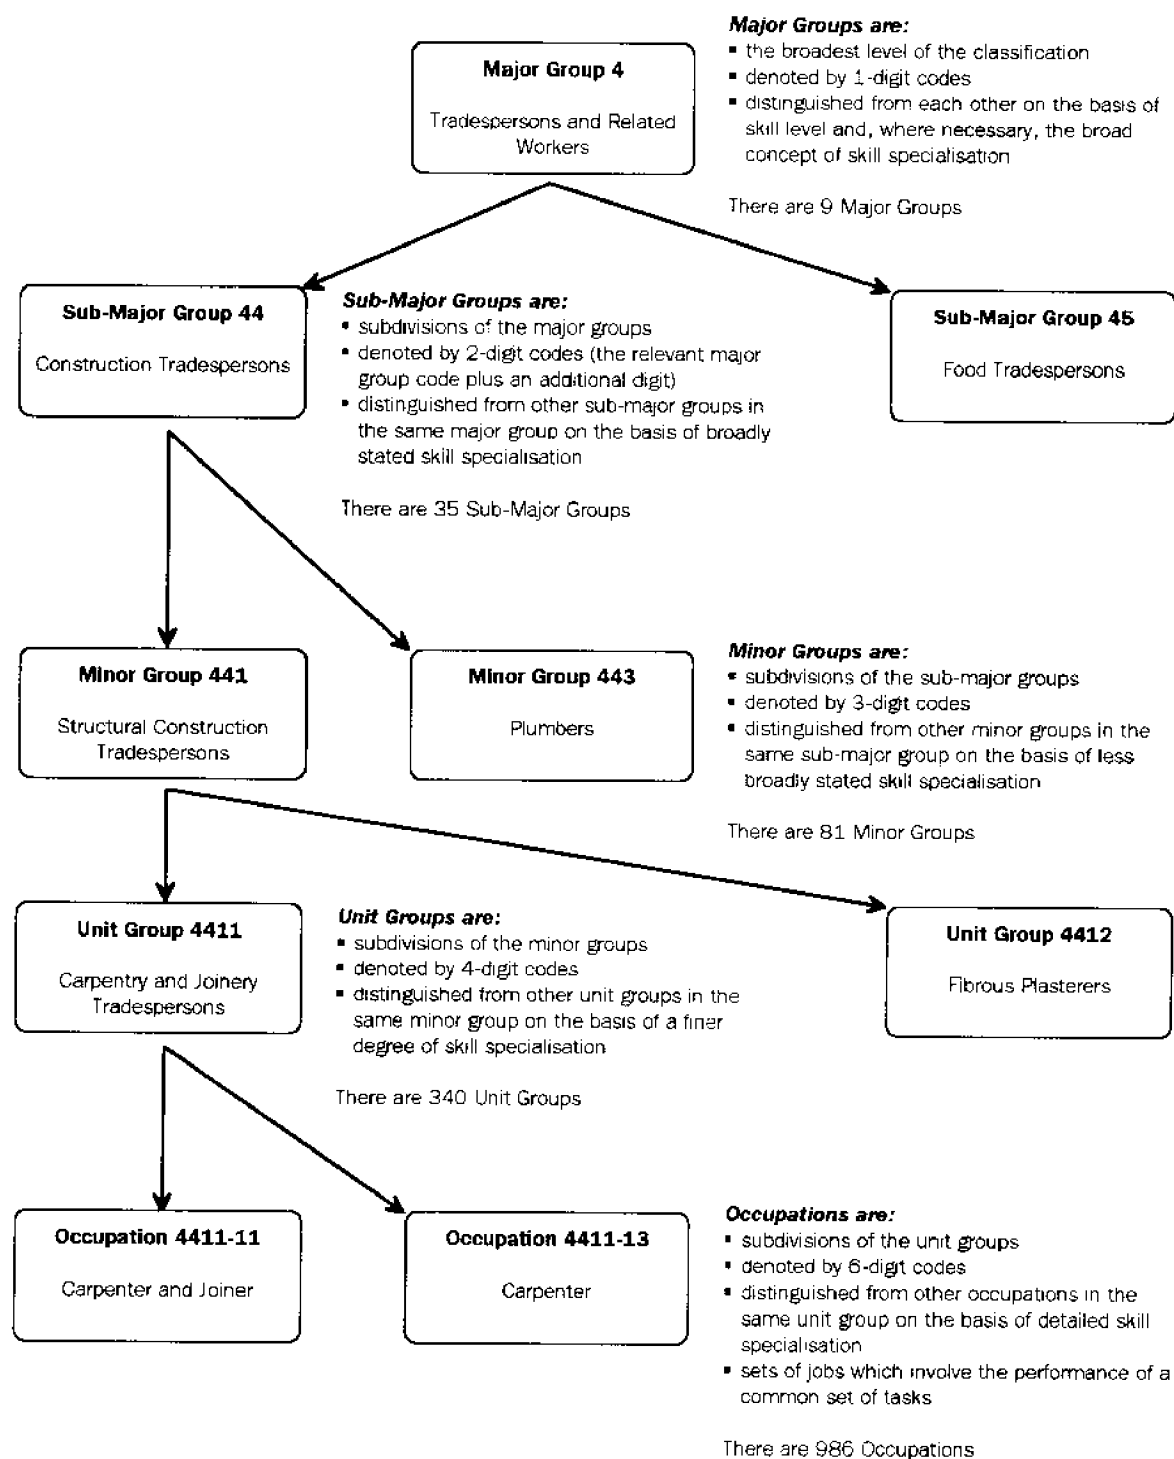 Major Group 4
Tradespersons and Related
Workers
Major Groups are:
▪ the broadest level of the classification
▪ denoted by 1-digit codes
▪ distinguished from each other on the basis of
skill level and, where necessary, the broad
concept of skill specialisation
There are 9 Major Groups
Sub-Major Group 44
Construction Tradespersons
Sub-Major Groups are:
▪ subdivisions of the major groups
▪ denoted by 2-digit codes (the relevant major
group code plus an additional digit)
▪ distinguished from other sub-major groups in
the same major group on the basis of broadly
stated skill specialisation
There are 35 Sub-Major Groups
Sub-Major Group 45
Food Tradespersons
Minor Group 441
Structural Construction
Tradespersons
Minor Group 443
Plumbers
Minor Groups are:
▪ subdivisions of the sub-major groups
▪ denoted by 3-digit codes
▪ distinguished from other minor groups in the
same sub-major group on the basis of less
broadly stated skill specialisation
There are 81 Minor Groups
Unit Group 4411
Carpentry and Joinery
Tradespersons
Unit Groups are:
▪ subdivisions of the minor groups
▪ denoted by 4-digit codes
▪ distinguished from other unit groups in the
same minor group on the basis of a finer
degree of skill specialisation
There are 340 Unit Groups
Unit Group 4412
Fibrous Plasterers
Occupation 4411-11
Carpenter and Joiner
Occupation 4411-13
Carpenter
Occupations are:
▪ subdivisions of the unit groups
▪ denoted by 6-digit codes
▪ distinguished from other occupations in the
same unit group on the basis of detailed skill
specialisation
▪ sets of jobs which involve the performance of a
common set of tasks
There are 986 Occupations